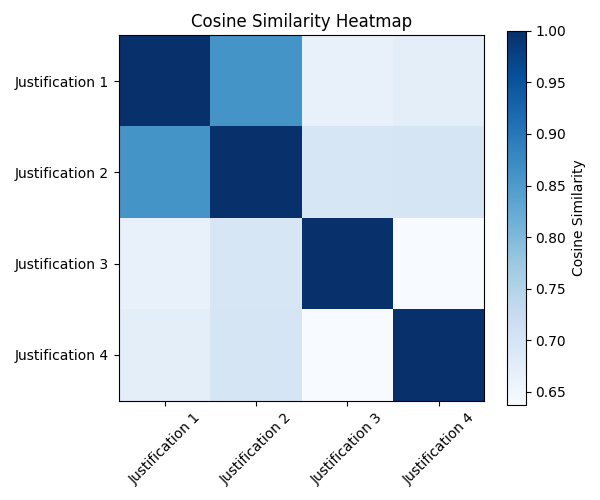 Cosine Similarity Heatmap
Justification 1
Justification 2
Justification 3
Justification 4
Justification 1
Justification 2
Justification 3
Justification 4
1.00
0.95
0.90
0.85
0.80
0.75
0.70
0.65
Cosine Similarity